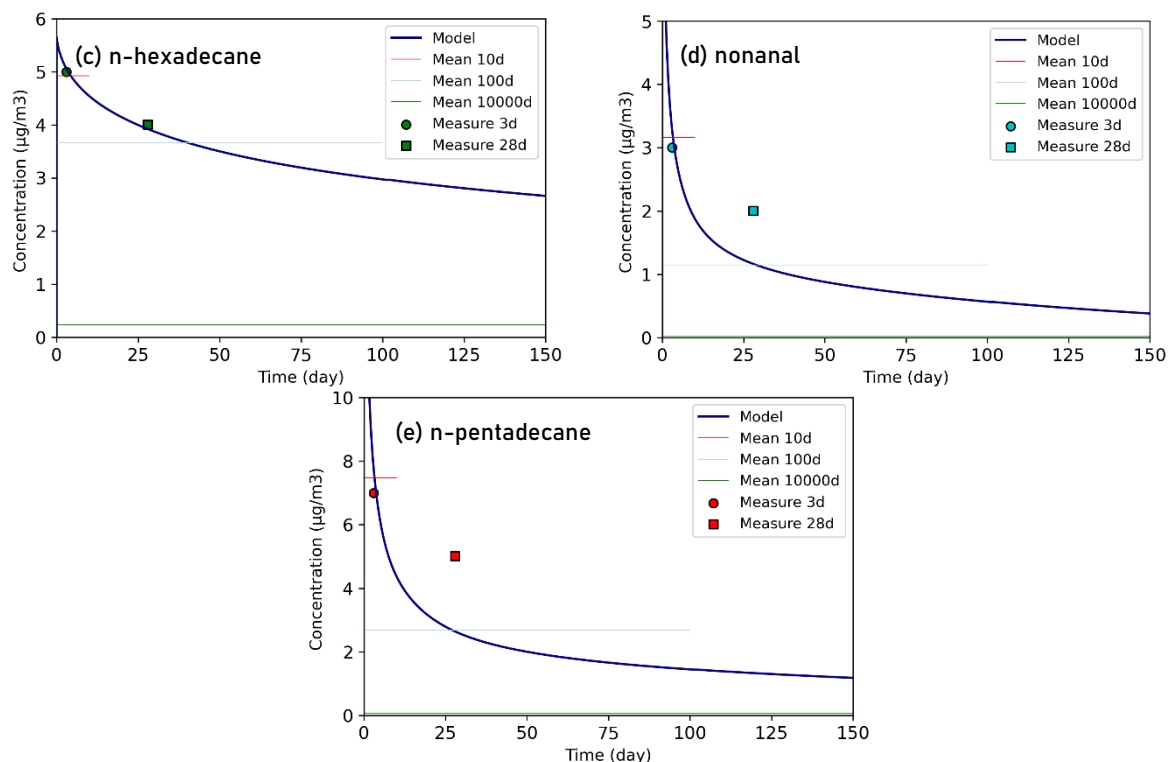 (c) n-hexadecane
Model
Mean 10d
Mean 100d
Mean 10000d
Measure 3d
Measure 28d
Concentration (µg/m3)
6
5
4
3
2
1
0
0 25 50 75 100 125 150
Time (day)
(d) nonanal
Model
Mean 10d
Mean 100d
Mean 10000d
Measure 3d
Measure 28d
Concentration (µg/m3)
5
4
3
2
1
0
0 25 50 75 100 125 150
Time (day)
(e) n-pentadecane
Model
Mean 10d
Mean 100d
Mean 10000d
Measure 3d
Measure 28d
Concentration (µg/m3)
10
8
6
4
2
0
0 25 50 75 100 125 150
Time (day)